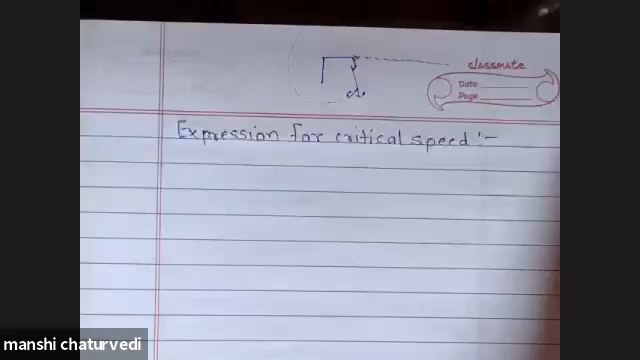 classmate
Date
Page
Expression for critical speed :-
manshi chaturvedi